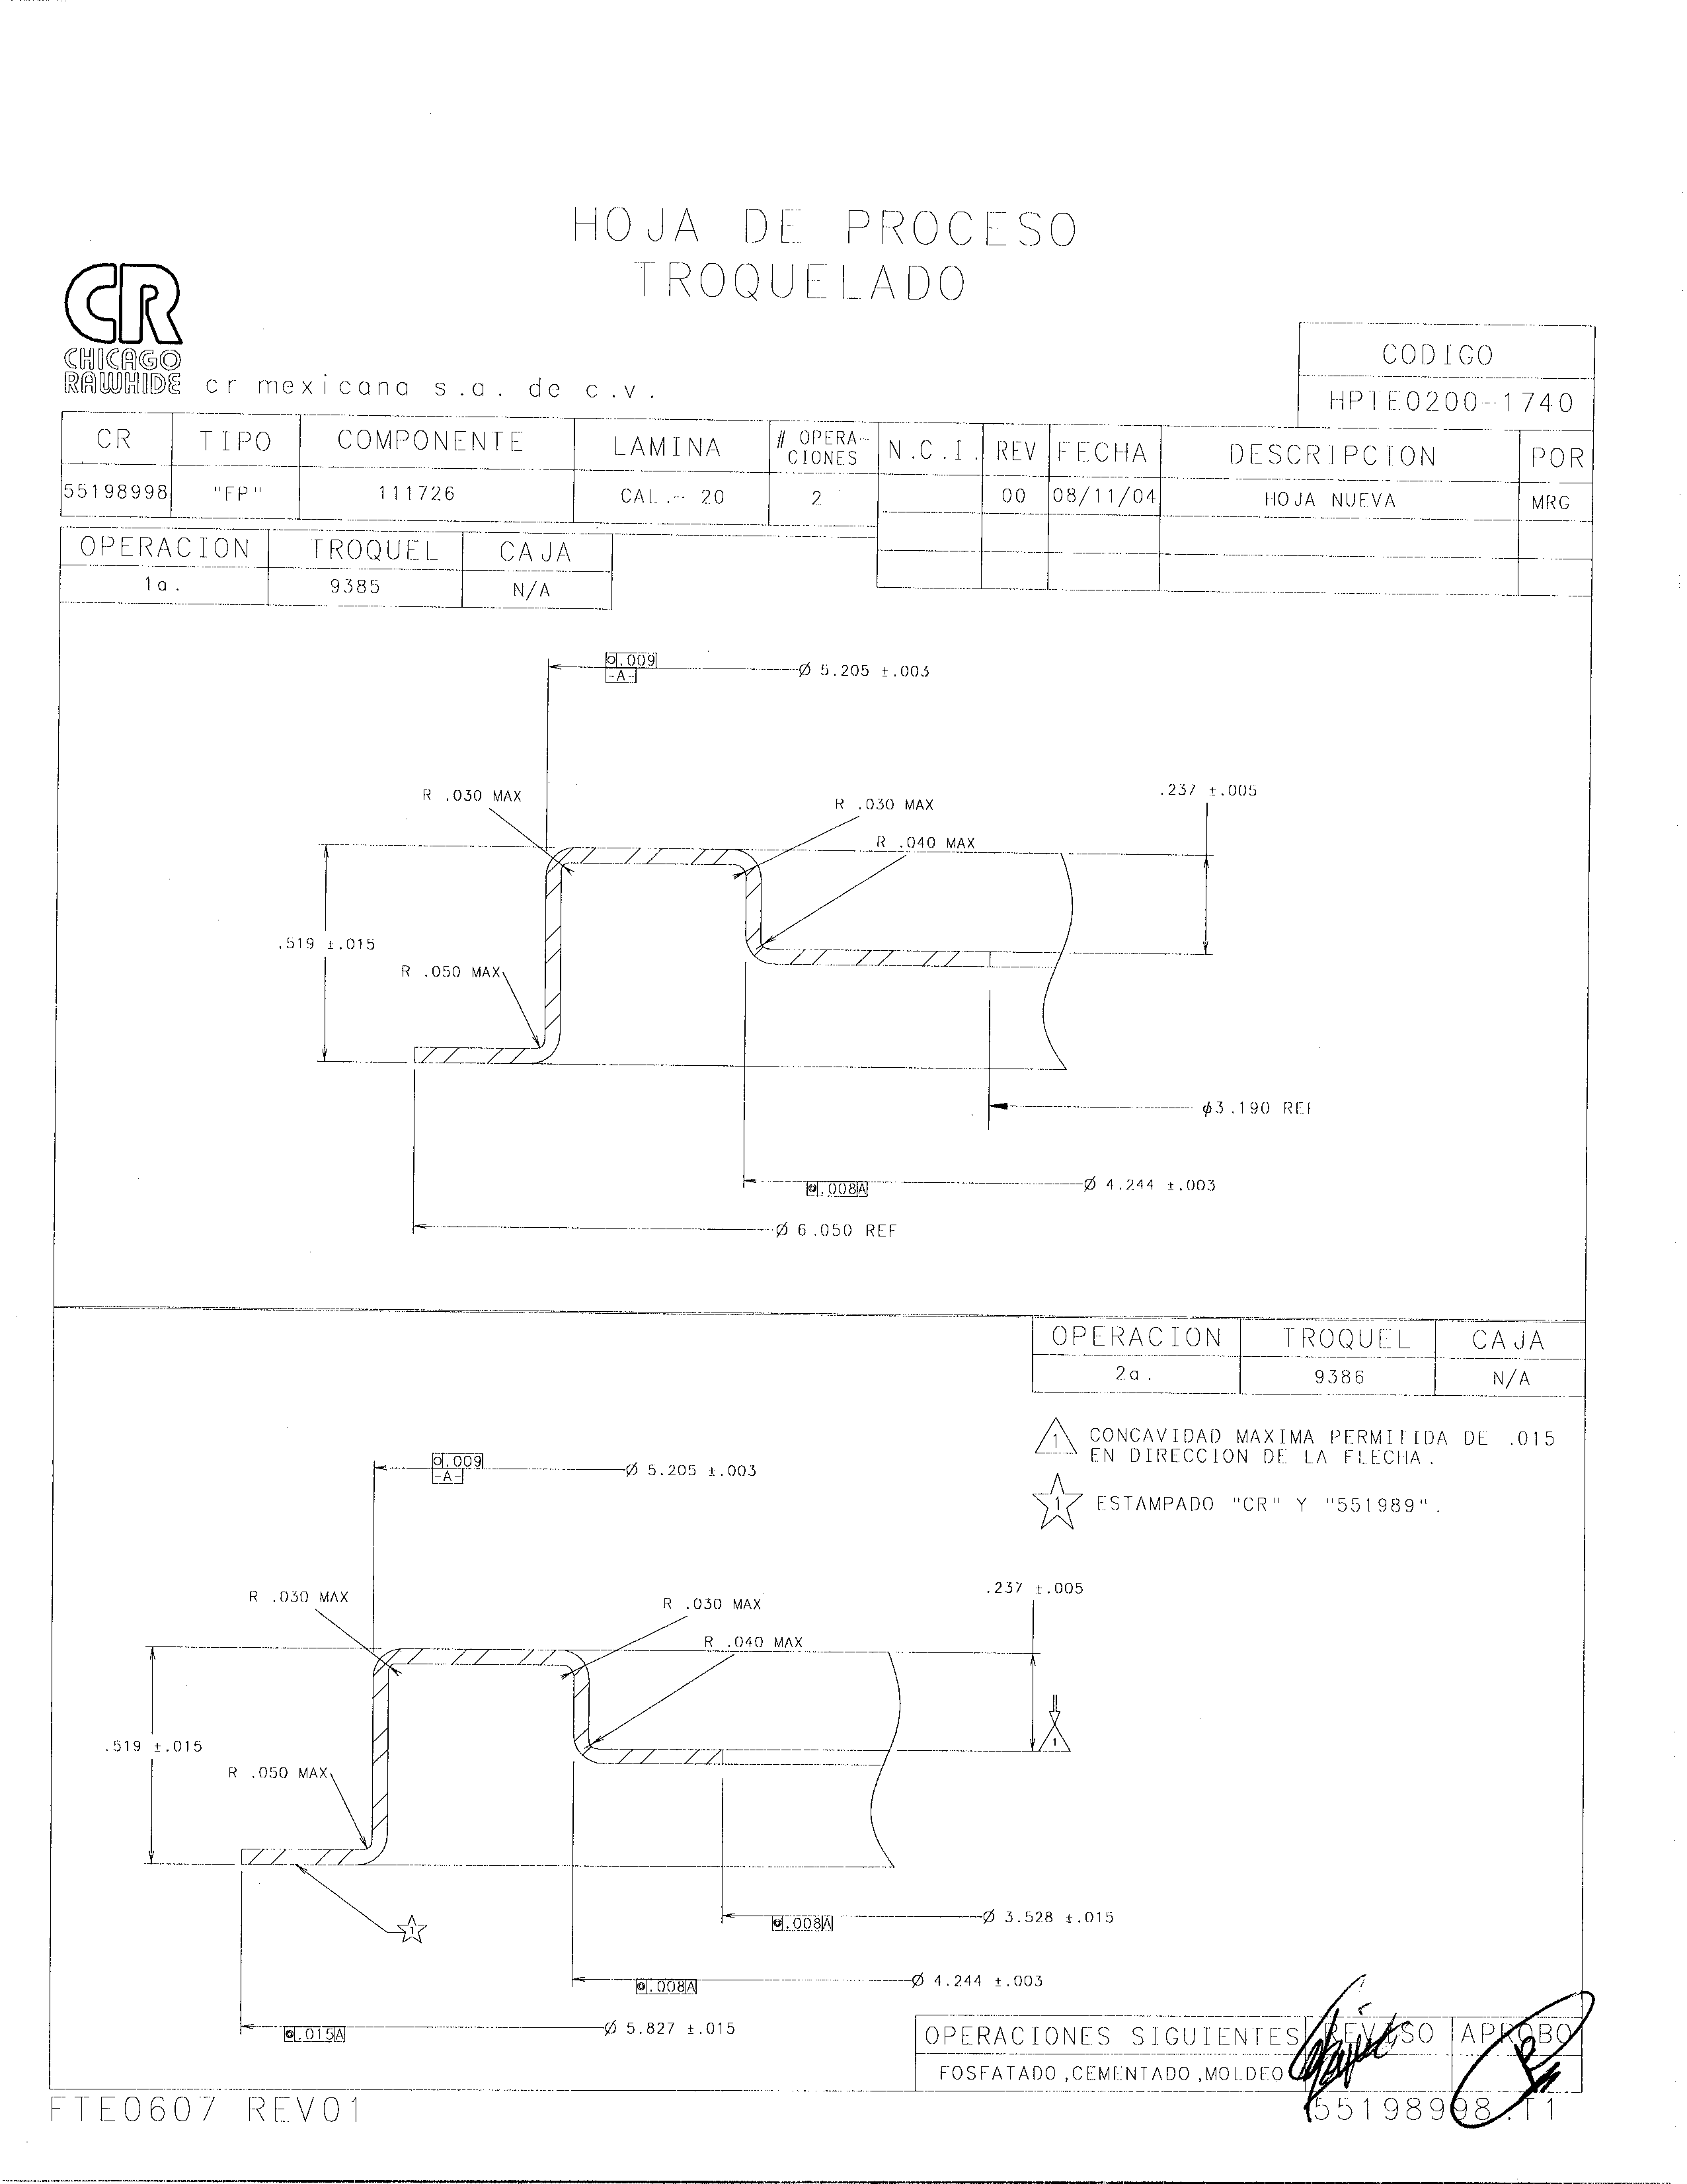 HOJA DE PROCESO
TROQUELADO
CR
CHICAGO
RAWHIDE cr mexicana s.a. de c.v.
CODIGO
HPTE0200-1740
CR TIPO COMPONENTE LAMINA # OPERA-CIONES N.C.I. REV FECHA DESCRIPCION POR
55198998 "FP" 111726 CAL.- 20 2 00 08/11/04 HOJA NUEVA MRG
OPERACION TROQUEL CAJA
1a. 9385 N/A
.009
-A-
Ø 5.205 ±.003
R .030 MAX
R .030 MAX
.237 ±.005
R .040 MAX
.519 ±.015
R .050 MAX
Ø3.190 REF
.008 A
Ø 4.244 ±.003
Ø 6.050 REF
OPERACION TROQUEL CAJA
2a. 9386 N/A
1 CONCAVIDAD MAXIMA PERMITIDA DE .015
EN DIRECCION DE LA FLECHA.
1 ESTAMPADO "CR" Y "551989".
.009
-A-
Ø 5.205 ±.003
R .030 MAX
R .030 MAX
.237 ±.005
R .040 MAX
.519 ±.015
1
R .050 MAX
1
.008 A
Ø 3.528 ±.015
.008 A
Ø 4.244 ±.003
.015 A
Ø 5.827 ±.015
OPERACIONES SIGUIENTES REVISO APROBO
FOSFATADO,CEMENTADO,MOLDEO
FTE0607 REV01
55198998.T1